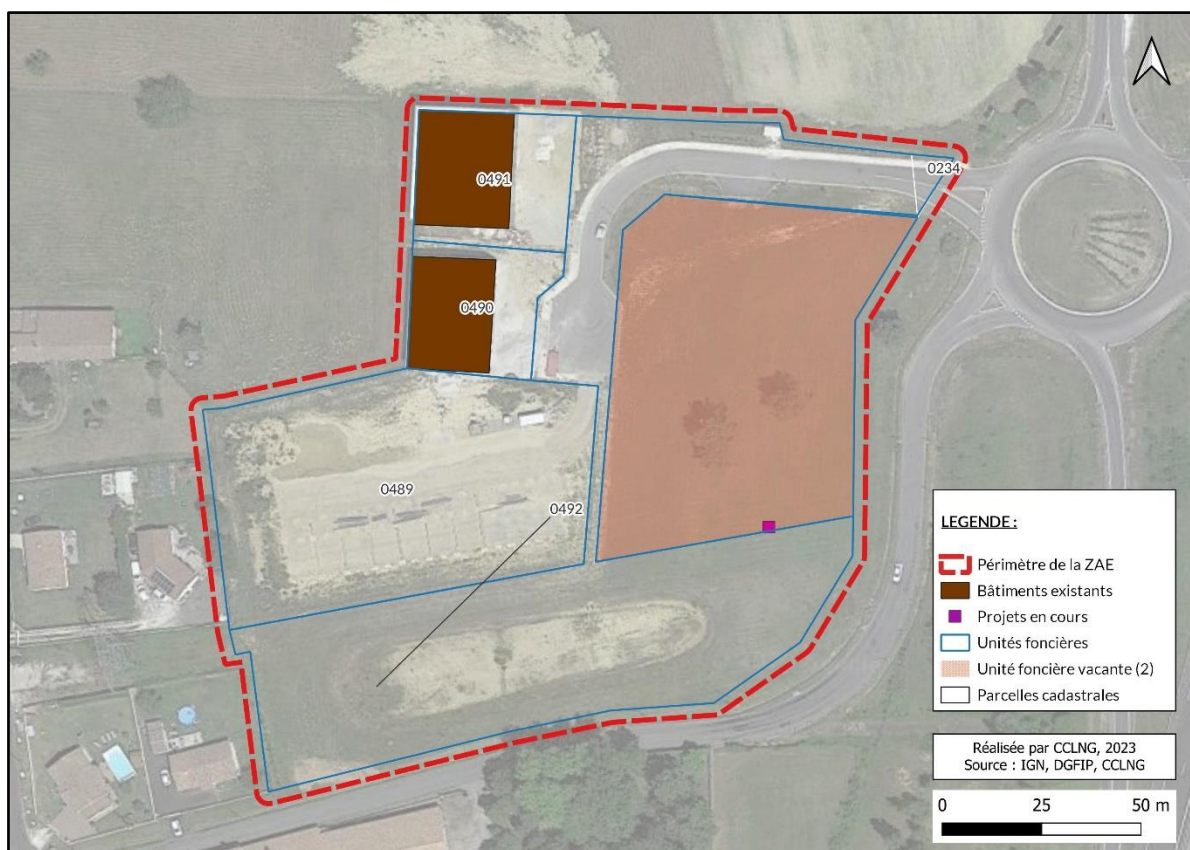 0491
0234
0490
0489
0492
LEGENDE :
Périmètre de la ZAE
Bâtiments existants
Projets en cours
Unités foncières
Unité foncière vacante (2)
Parcelles cadastrales
Réalisée par CCLNG, 2023
Source : IGN, DGFIP, CCLNG
0 25 50 m